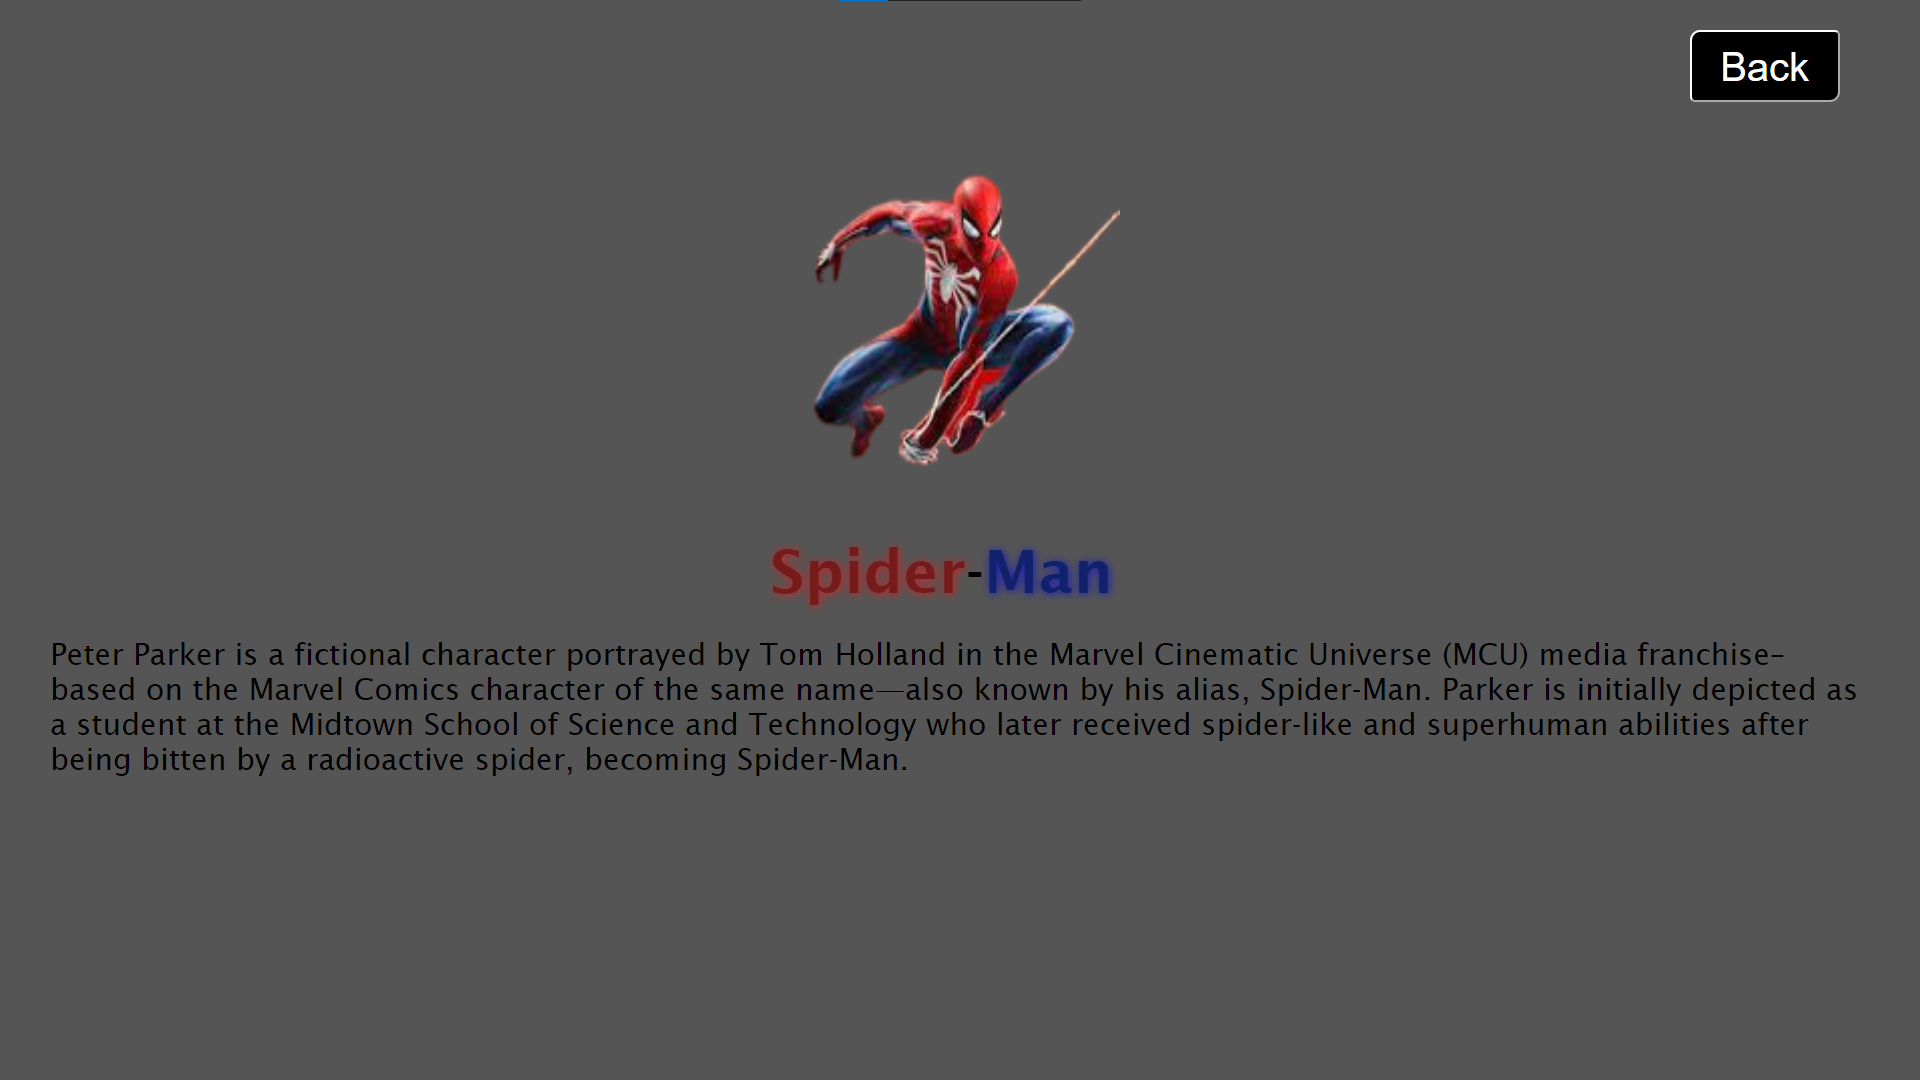 Back
Spider-Man
Peter Parker is a fictional character portrayed by Tom Holland in the Marvel Cinematic Universe (MCU) media franchise–
based on the Marvel Comics character of the same name—also known by his alias, Spider-Man. Parker is initially depicted as
a student at the Midtown School of Science and Technology who later received spider-like and superhuman abilities after
being bitten by a radioactive spider, becoming Spider-Man.